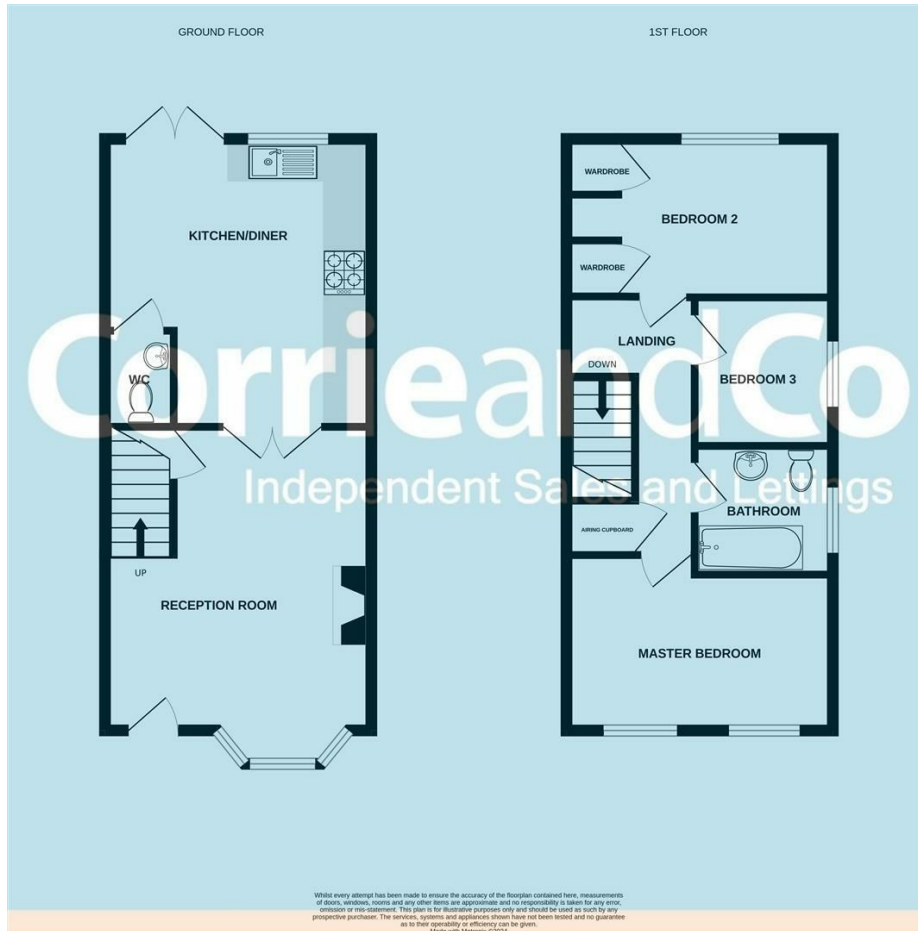 GROUND FLOOR
1ST FLOOR
KITCHEN/DINER
WC
UP
RECEPTION ROOM
WARDROBE
BEDROOM 2
WARDROBE
LANDING
DOWN
BEDROOM 3
BATHROOM
AIRING CUPBOARD
MASTER BEDROOM
CorrieandCo
Independent Sales and Lettings
Whilst every attempt has been made to ensure the accuracy of the floorplan contained here, measurements
of doors, windows, rooms and any other items are approximate and no responsibility is taken for any error,
omission or mis-statement. This plan is for illustrative purposes only and should be used as such by any
prospective purchaser. The services, systems and appliances shown have not been tested and no guarantee
as to their operability or efficiency can be given.
Made with Metropix ©2024